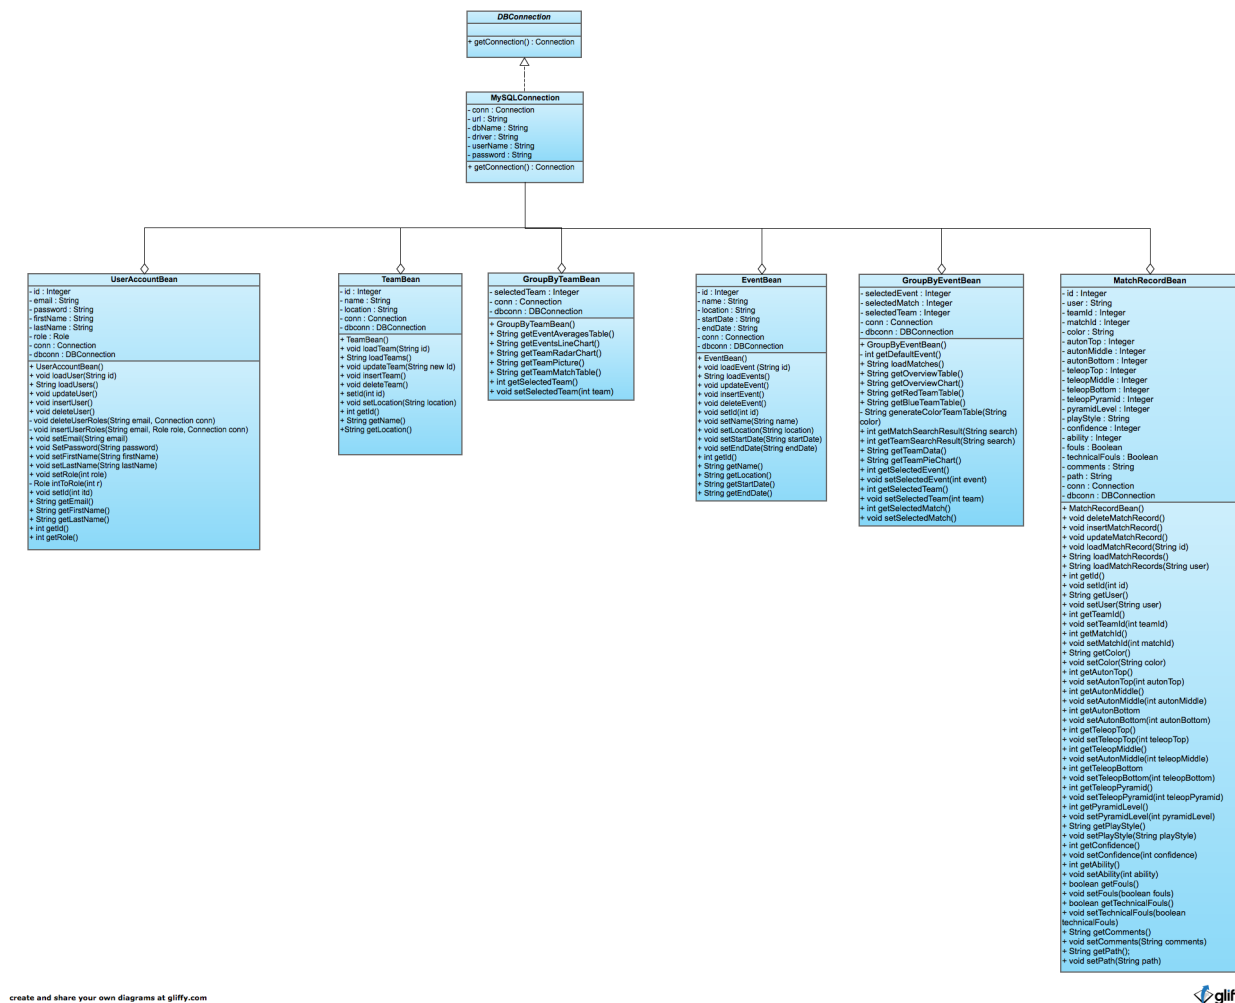 DBConnection
+ getConnection() : Connection
MySQLConnection
- conn : Connection
- url : String
- dbName : String
- driver : String
- userName : String
- password : String
+ getConnection() : Connection
UserAccountBean
- id : Integer
- email : String
- password : String
- firstName : String
- lastName : String
- role : Role
- conn : Connection
- dbconn : DBConnection
+ UserAccountBean()
+ void loadUser(String id)
+ String loadUsers()
+ void updateUser()
+ void insertUser()
+ void deleteUser()
- void deleteUserRoles(String email, Connection conn)
- void insertUserRoles(String email, Role role, Connection conn)
+ void setEmail(String email)
+ void SetPassword(String password)
+ void setFirstName(String firstName)
+ void setLastName(String lastName)
+ void setRole(int role)
- Role intToRole(int r)
+ void setId(int itd)
+ String getEmail()
+ String getFirstName()
+ String getLastName()
+ int getId()
+ int getRole()
TeamBean
- id : Integer
- name : String
- location : String
- conn : Connection
- dbconn : DBConnection
+ TeamBean()
+ void loadTeam(String id)
+ String loadTeams()
+ void updateTeam(String new Id)
+ void insertTeam()
+ void deleteTeam()
+ setId(int id)
+ void setLocation(String location)
+ int getId()
+ String getName()
+String getLocation()
GroupByTeamBean
- selectedTeam : Integer
- conn : Connection
- dbconn : DBConnection
+ GroupByTeamBean()
+ String getEventAveragesTable()
+ String getEventsLineChart()
+ String getTeamRadarChart()
+ String getTeamPicture()
+ String getTeamMatchTable()
+ int getSelectedTeam()
+ void setSelectedTeam(int team)
EventBean
- id : Integer
- name : String
- location : String
- startDate : String
- endDate : String
- conn : Connection
- dbconn : DBConnection
+ EventBean()
+ void loadEvent (String id)
+ String loadEvents()
+ void updateEvent()
+ void insertEvent()
+ void deleteEvent()
+ void setId(int id)
+ void setName(String name)
+ void setLocation(String location)
+ void setStartDate(String startDate)
+ void setEndDate(String endDate)
+ int getId()
+ String getName()
+ String getLocation()
+ String getStartDate()
+ String getEndDate()
GroupByEventBean
- selectedEvent : Integer
- selectedMatch : Integer
- selectedTeam : Integer
- conn : Connection
- dbconn : DBConnection
+ GroupByEventBean()
- int getDefaultEvent()
+ String loadMatches()
+ String getOverviewTable()
+ String getOverviewChart()
+ String getRedTeamTable()
+ String getBlueTeamTable()
- String generateColorTeamTable(String
color)
+ int getMatchSearchResult(String search)
+ int getTeamSearchResult(String search)
+ String getTeamData()
+ String getTeamPieChart()
+ int getSelectedEvent()
+ void setSelectedEvent(int event)
+ int getSelectedTeam()
+ void setSelectedTeam(int team)
+ int getSelectedMatch()
+ void setSelectedMatch()
MatchRecordBean
- id : Integer
- user : String
- teamId : Integer
- matchId : Integer
- color : String
- autonTop : Integer
- autonMiddle : Integer
- autonBottom : Integer
- teleopTop : Integer
- teleopMiddle : Integer
- teleopBottom : Integer
- teleopPyramid : Integer
- pyramidLevel : Integer
- playStyle : String
- confidence : Integer
- ability : Integer
- fouls : Boolean
- technicalFouls : Boolean
- comments : String
- path : String
- conn : Connection
- dbconn : DBConnection
+ MatchRecordBean()
+ void deleteMatchRecord()
+ void insertMatchRecord()
+ void updateMatchRecord()
+ void loadMatchRecord(String id)
+ String loadMatchRecords()
+ String loadMatchRecords(String user)
+ int getId()
+ void setId(int id)
+ String getUser()
+ void setUser(String user)
+ int getTeamId()
+ void setTeamId(int teamId)
+ int getMatchId()
+ void setMatchId(int matchId)
+ String getColor()
+ void setColor(String color)
+ int getAutonTop()
+ void setAutonTop(int autonTop)
+ int getAutonMiddle()
+ void setAutonMiddle(int autonMiddle)
+ int getAutonBottom
+ void setAutonBottom(int autonBottom)
+ int getTeleopTop()
+ void setTeleopTop(int teleopTop)
+ int getTeleopMiddle()
+ void setAutonMiddle(int teleopMiddle)
+ int getTeleopBottom
+ void setTeleopBottom(int teleopBottom)
+ int getTeleopPyramid()
+ void setTeleopPyramid(int teleopPyramid)
+ int getPyramidLevel()
+ void setPyramidLevel(int pyramidLevel)
+ String getPlayStyle()
+ void setPlayStyle(String playStyle)
+ int getConfidence()
+ void setConfidence(int confidence)
+ int getAbility()
+ void setAbility(int ability)
+ boolean getFouls()
+ void setFouls(boolean fouls)
+ boolean getTechnicalFouls()
+ void setTechnicalFouls(boolean
technicalFouls)
+ String getComments()
+ void setComments(String comments)
+ String getPath();
+ void setPath(String path)
create and share your own diagrams at gliffy.com
gliff